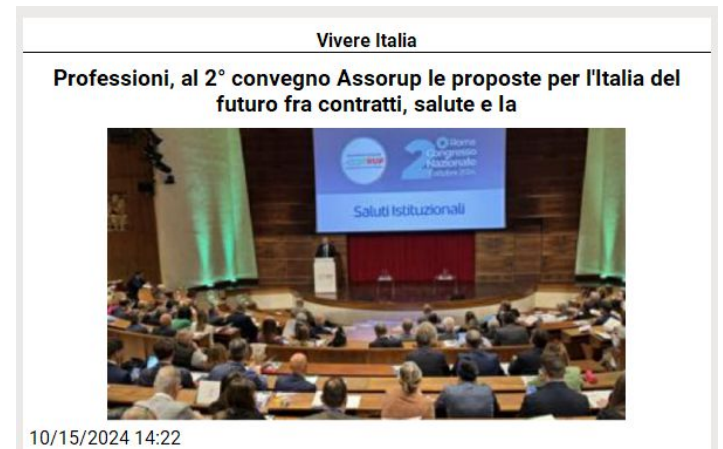 Vivere Italia
Professioni, al 2° convegno Assorup le proposte per l'Italia del
futuro fra contratti, salute e la
2
Roma
Congresso
Nazionale
Saluti Istituzionali
10/15/2024 14:22